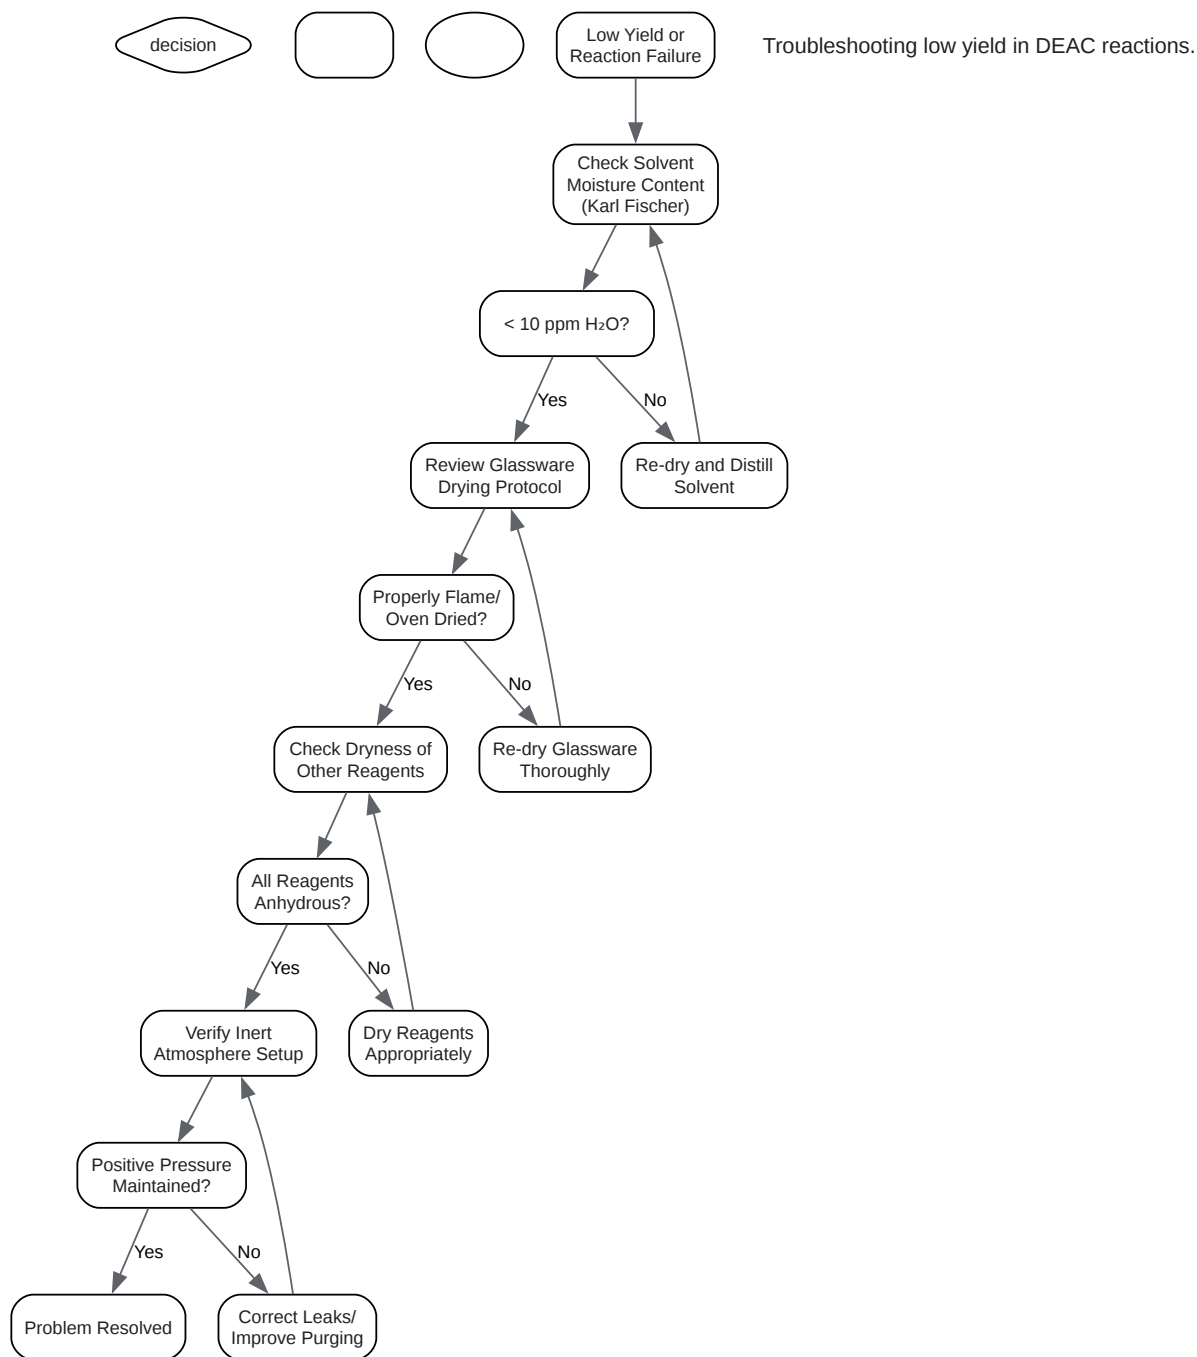 decision
Low Yield or
Reaction Failure
Troubleshooting low yield in DEAC reactions.
Check Solvent
Moisture Content
(Karl Fischer)
< 10 ppm H₂O?
Yes
No
Review Glassware
Drying Protocol
Re-dry and Distill
Solvent
Properly Flame/
Oven Dried?
Yes
No
Check Dryness of
Other Reagents
Re-dry Glassware
Thoroughly
All Reagents
Anhydrous?
Yes
No
Verify Inert
Atmosphere Setup
Dry Reagents
Appropriately
Positive Pressure
Maintained?
Yes
No
Problem Resolved
Correct Leaks/
Improve Purging